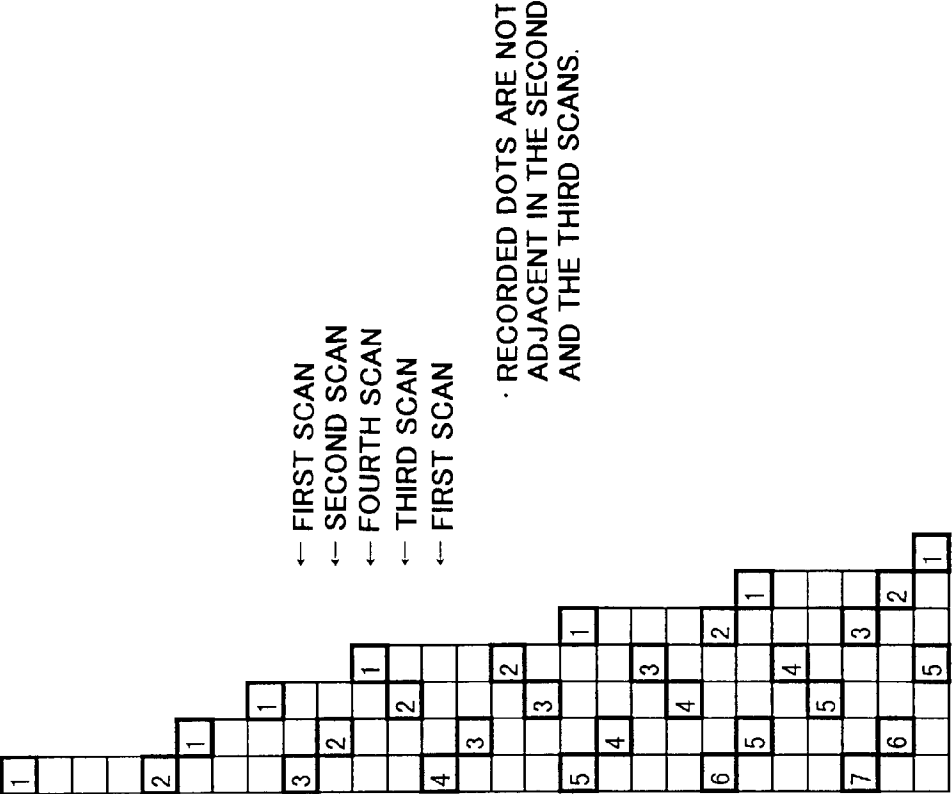 1
2
1
1
3 ← FIRST SCAN
2 ← SECOND SCAN
1 ← FOURTH SCAN
2 ← THIRD SCAN
4 ← FIRST SCAN
3
2
3
5 1
4
3
4
6 2
5 1
4
5
7 3
6 2
5 1
· RECORDED DOTS ARE NOT
ADJACENT IN THE SECOND
AND THE THIRD SCANS.